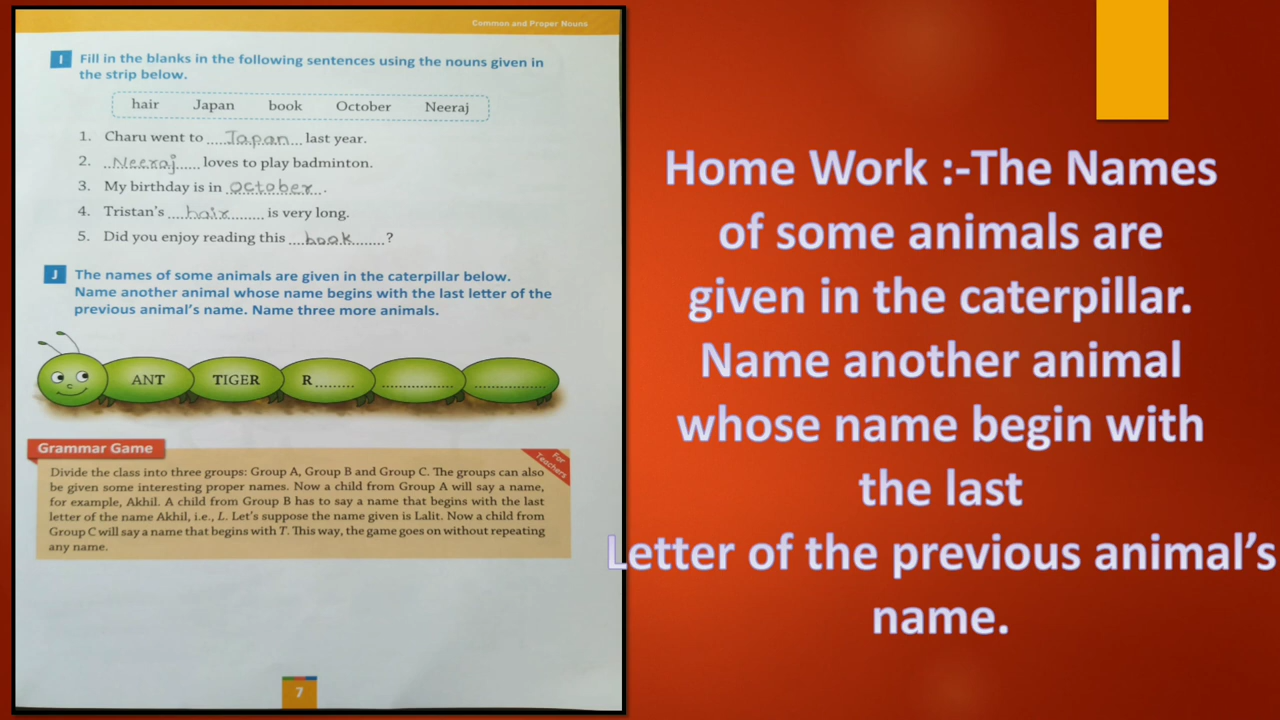 Common and Proper Nouns
I Fill in the blanks in the following sentences using the nouns given in
the strip below.
hair Japan book October Neeraj
1. Charu went to ....Japan... last year.
2. ..Neeraj..... loves to play badminton.
3. My birthday is in October.. .
4. Tristan's ....hair........ is very long.
5. Did you enjoy reading this ....book........?
J The names of some animals are given in the caterpillar below.
Name another animal whose name begins with the last letter of the
previous animal's name. Name three more animals.
ANT TIGER R......... ................. .................
Grammar Game
For
Teachers
Divide the class into three groups: Group A, Group B and Group C. The groups can also
be given some interesting proper names. Now a child from Group A will say a name,
for example, Akhil. A child from Group B has to say a name that begins with the last
letter of the name Akhil, i.e., L. Let's suppose the name given is Lalit. Now a child from
Group C will say a name that begins with T. This way, the game goes on without repeating
any name.
7
Home Work :-The Names
of some animals are
given in the caterpillar.
Name another animal
whose name begin with
the last
Letter of the previous animal's
name.